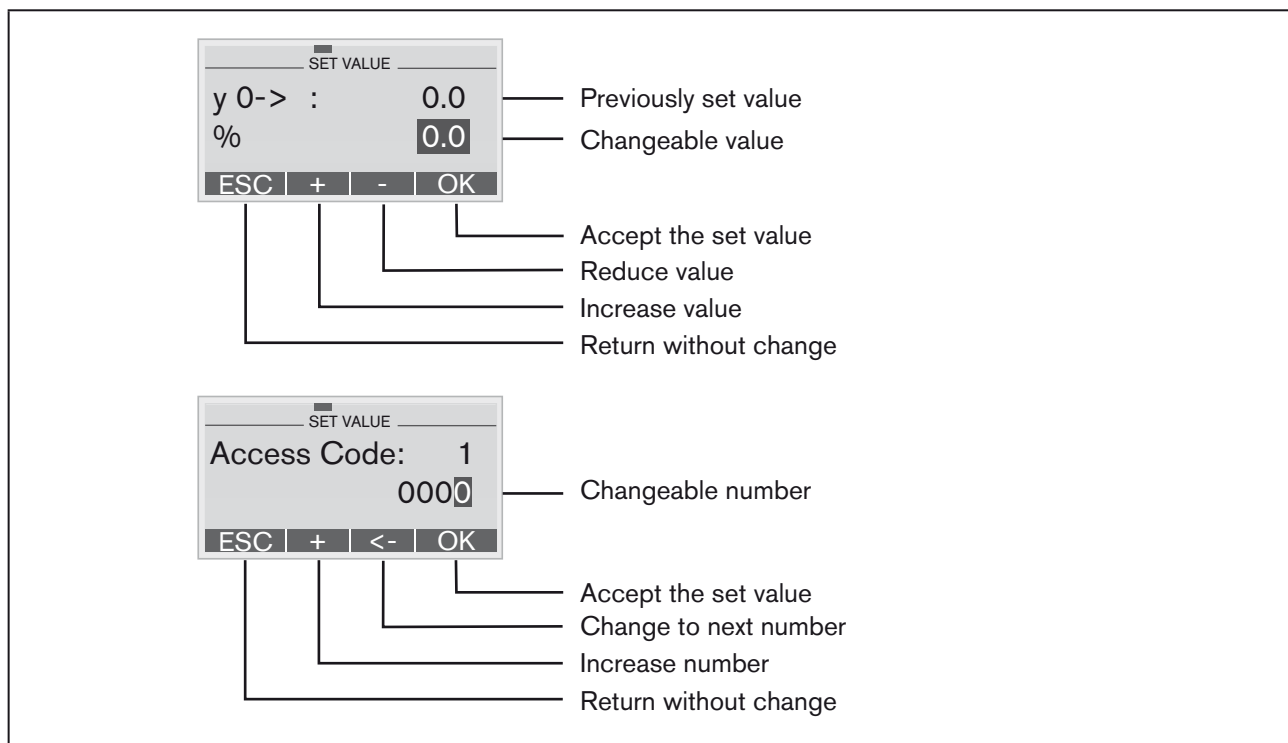 SET VALUE
y 0-> : 0.0 Previously set value
% 0.0 Changeable value
ESC + - OK
Accept the set value
Reduce value
Increase value
Return without change
SET VALUE
Access Code: 1
0000 Changeable number
ESC + <- OK
Accept the set value
Change to next number
Increase number
Return without change